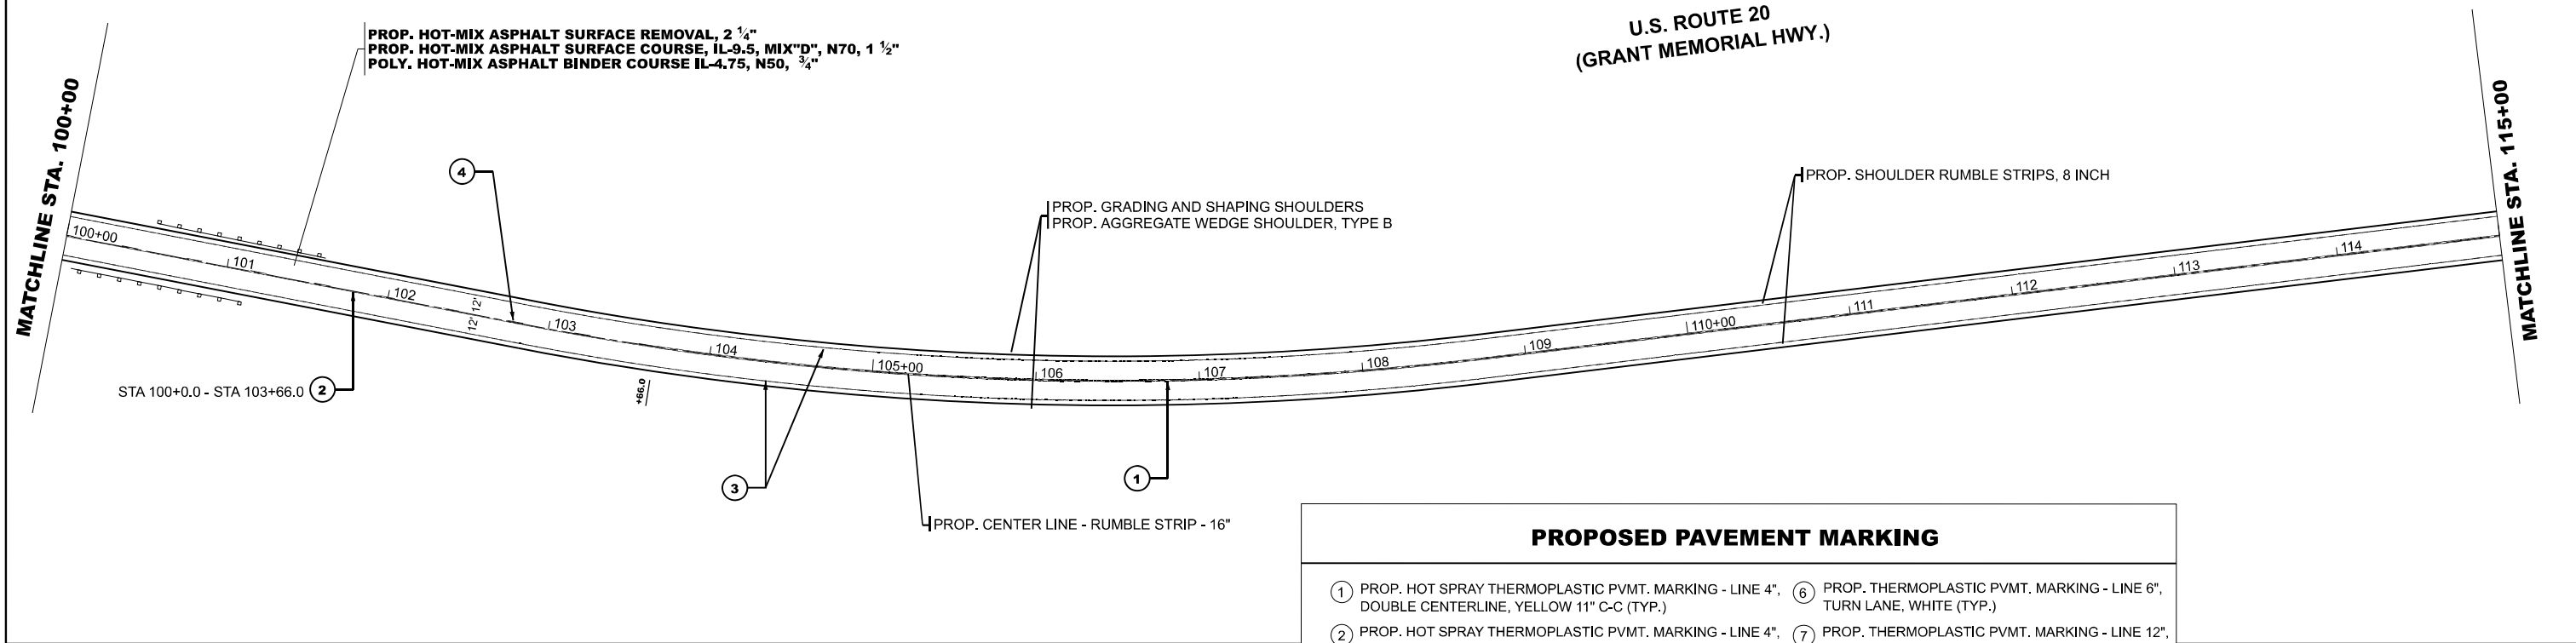 U.S. ROUTE 20
(GRANT MEMORIAL HWY.)
PROP. HOT-MIX ASPHALT SURFACE REMOVAL, 2 ¼"
PROP. HOT-MIX ASPHALT SURFACE COURSE, IL-9.5, MIX"D", N70, 1 ½"
POLY. HOT-MIX ASPHALT BINDER COURSE IL-4.75, N50, ¾"
MATCHLINE STA. 100+00
MATCHLINE STA. 115+00
4
PROP. GRADING AND SHAPING SHOULDERS
PROP. AGGREGATE WEDGE SHOULDER, TYPE B
PROP. SHOULDER RUMBLE STRIPS, 8 INCH
100+00
101
102
12' 12'
103
104
105+00
106
107
108
109
110+00
111
112
113
114
STA 100+0.0 - STA 103+66.0
2
+66.0
3
1
PROP. CENTER LINE - RUMBLE STRIP - 16"
PROPOSED PAVEMENT MARKING
1 PROP. HOT SPRAY THERMOPLASTIC PVMT. MARKING - LINE 4",
DOUBLE CENTERLINE, YELLOW 11" C-C (TYP.)
2 PROP. HOT SPRAY THERMOPLASTIC PVMT. MARKING - LINE 4",
6 PROP. THERMOPLASTIC PVMT. MARKING - LINE 6",
TURN LANE, WHITE (TYP.)
7 PROP. THERMOPLASTIC PVMT. MARKING - LINE 12",